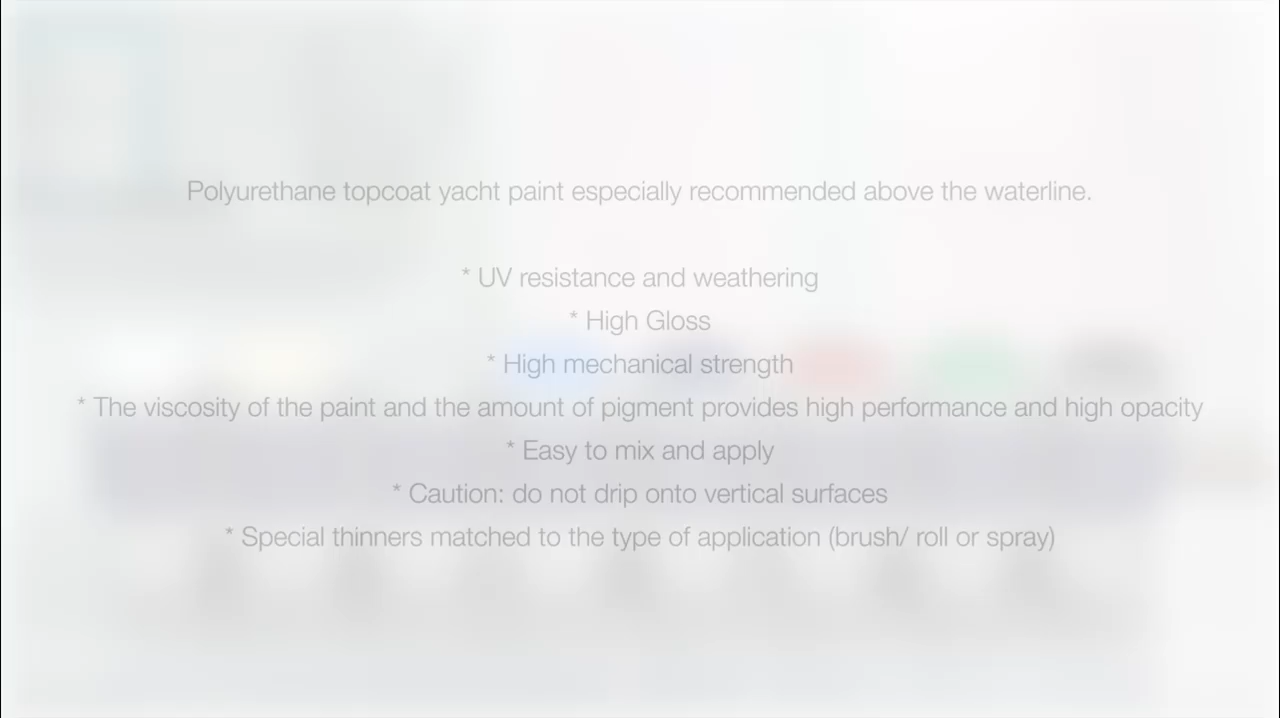 Polyurethane topcoat yacht paint especially recommended above the waterline.
* UV resistance and weathering
* High Gloss
* High mechanical strength
* The viscosity of the paint and the amount of pigment provides high performance and high opacity
* Easy to mix and apply
* Caution: do not drip onto vertical surfaces
* Special thinners matched to the type of application (brush/ roll or spray)